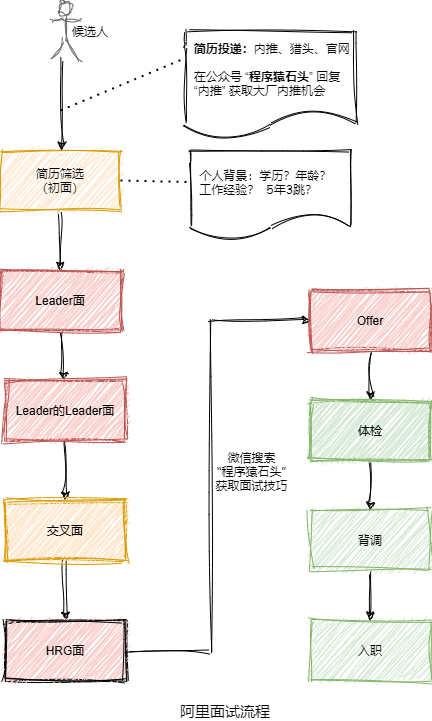 候选人
简历投递：内推、猎头、官网
在公众号 “程序猿石头” 回复
“内推” 获取大厂内推机会
简历筛选
（初面）
个人背景：学历？年龄？
工作经验？ 5年3跳？
Leader面
Leader的Leader面
交叉面
HRG面
微信搜索
“程序猿石头”
获取面试技巧
Offer
体检
背调
入职
阿里面试流程